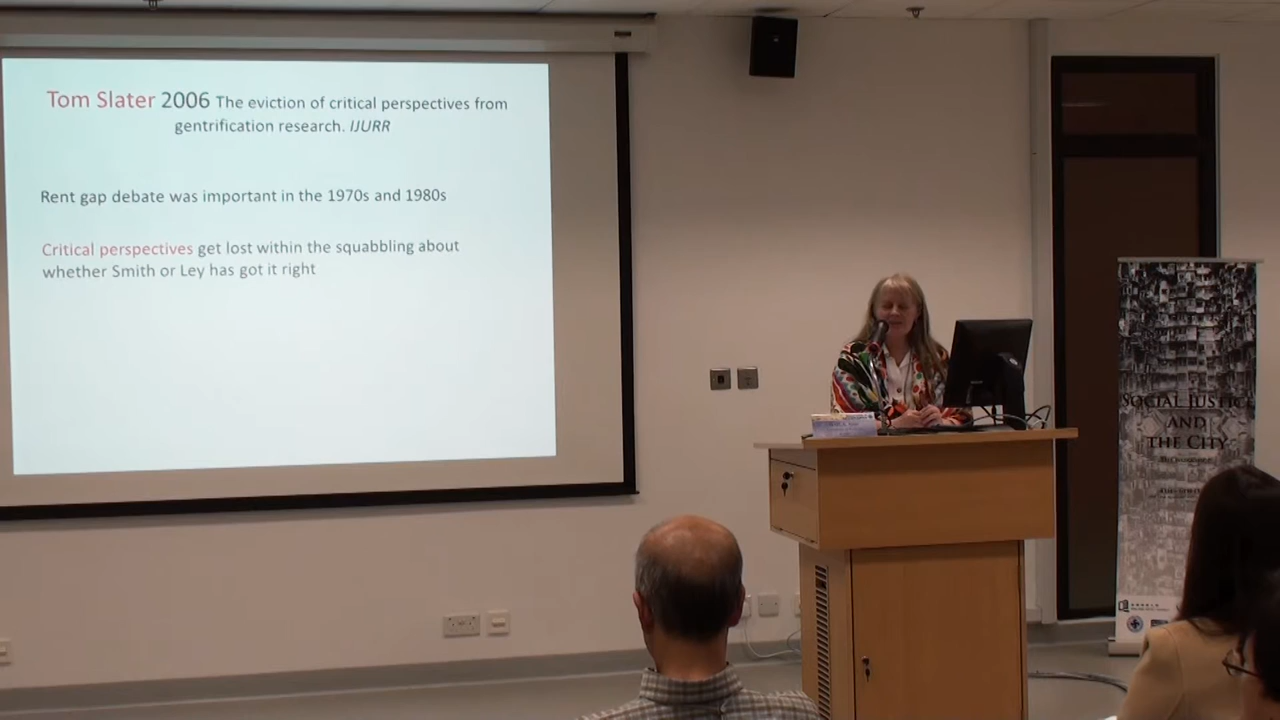 Tom Slater 2006 The eviction of critical perspectives from
gentrification research. IJURR
Rent gap debate was important in the 1970s and 1980s
Critical perspectives get lost within the squabbling about
whether Smith or Ley has got it right
SOCIAL JUSTICE
AND
THE CITY